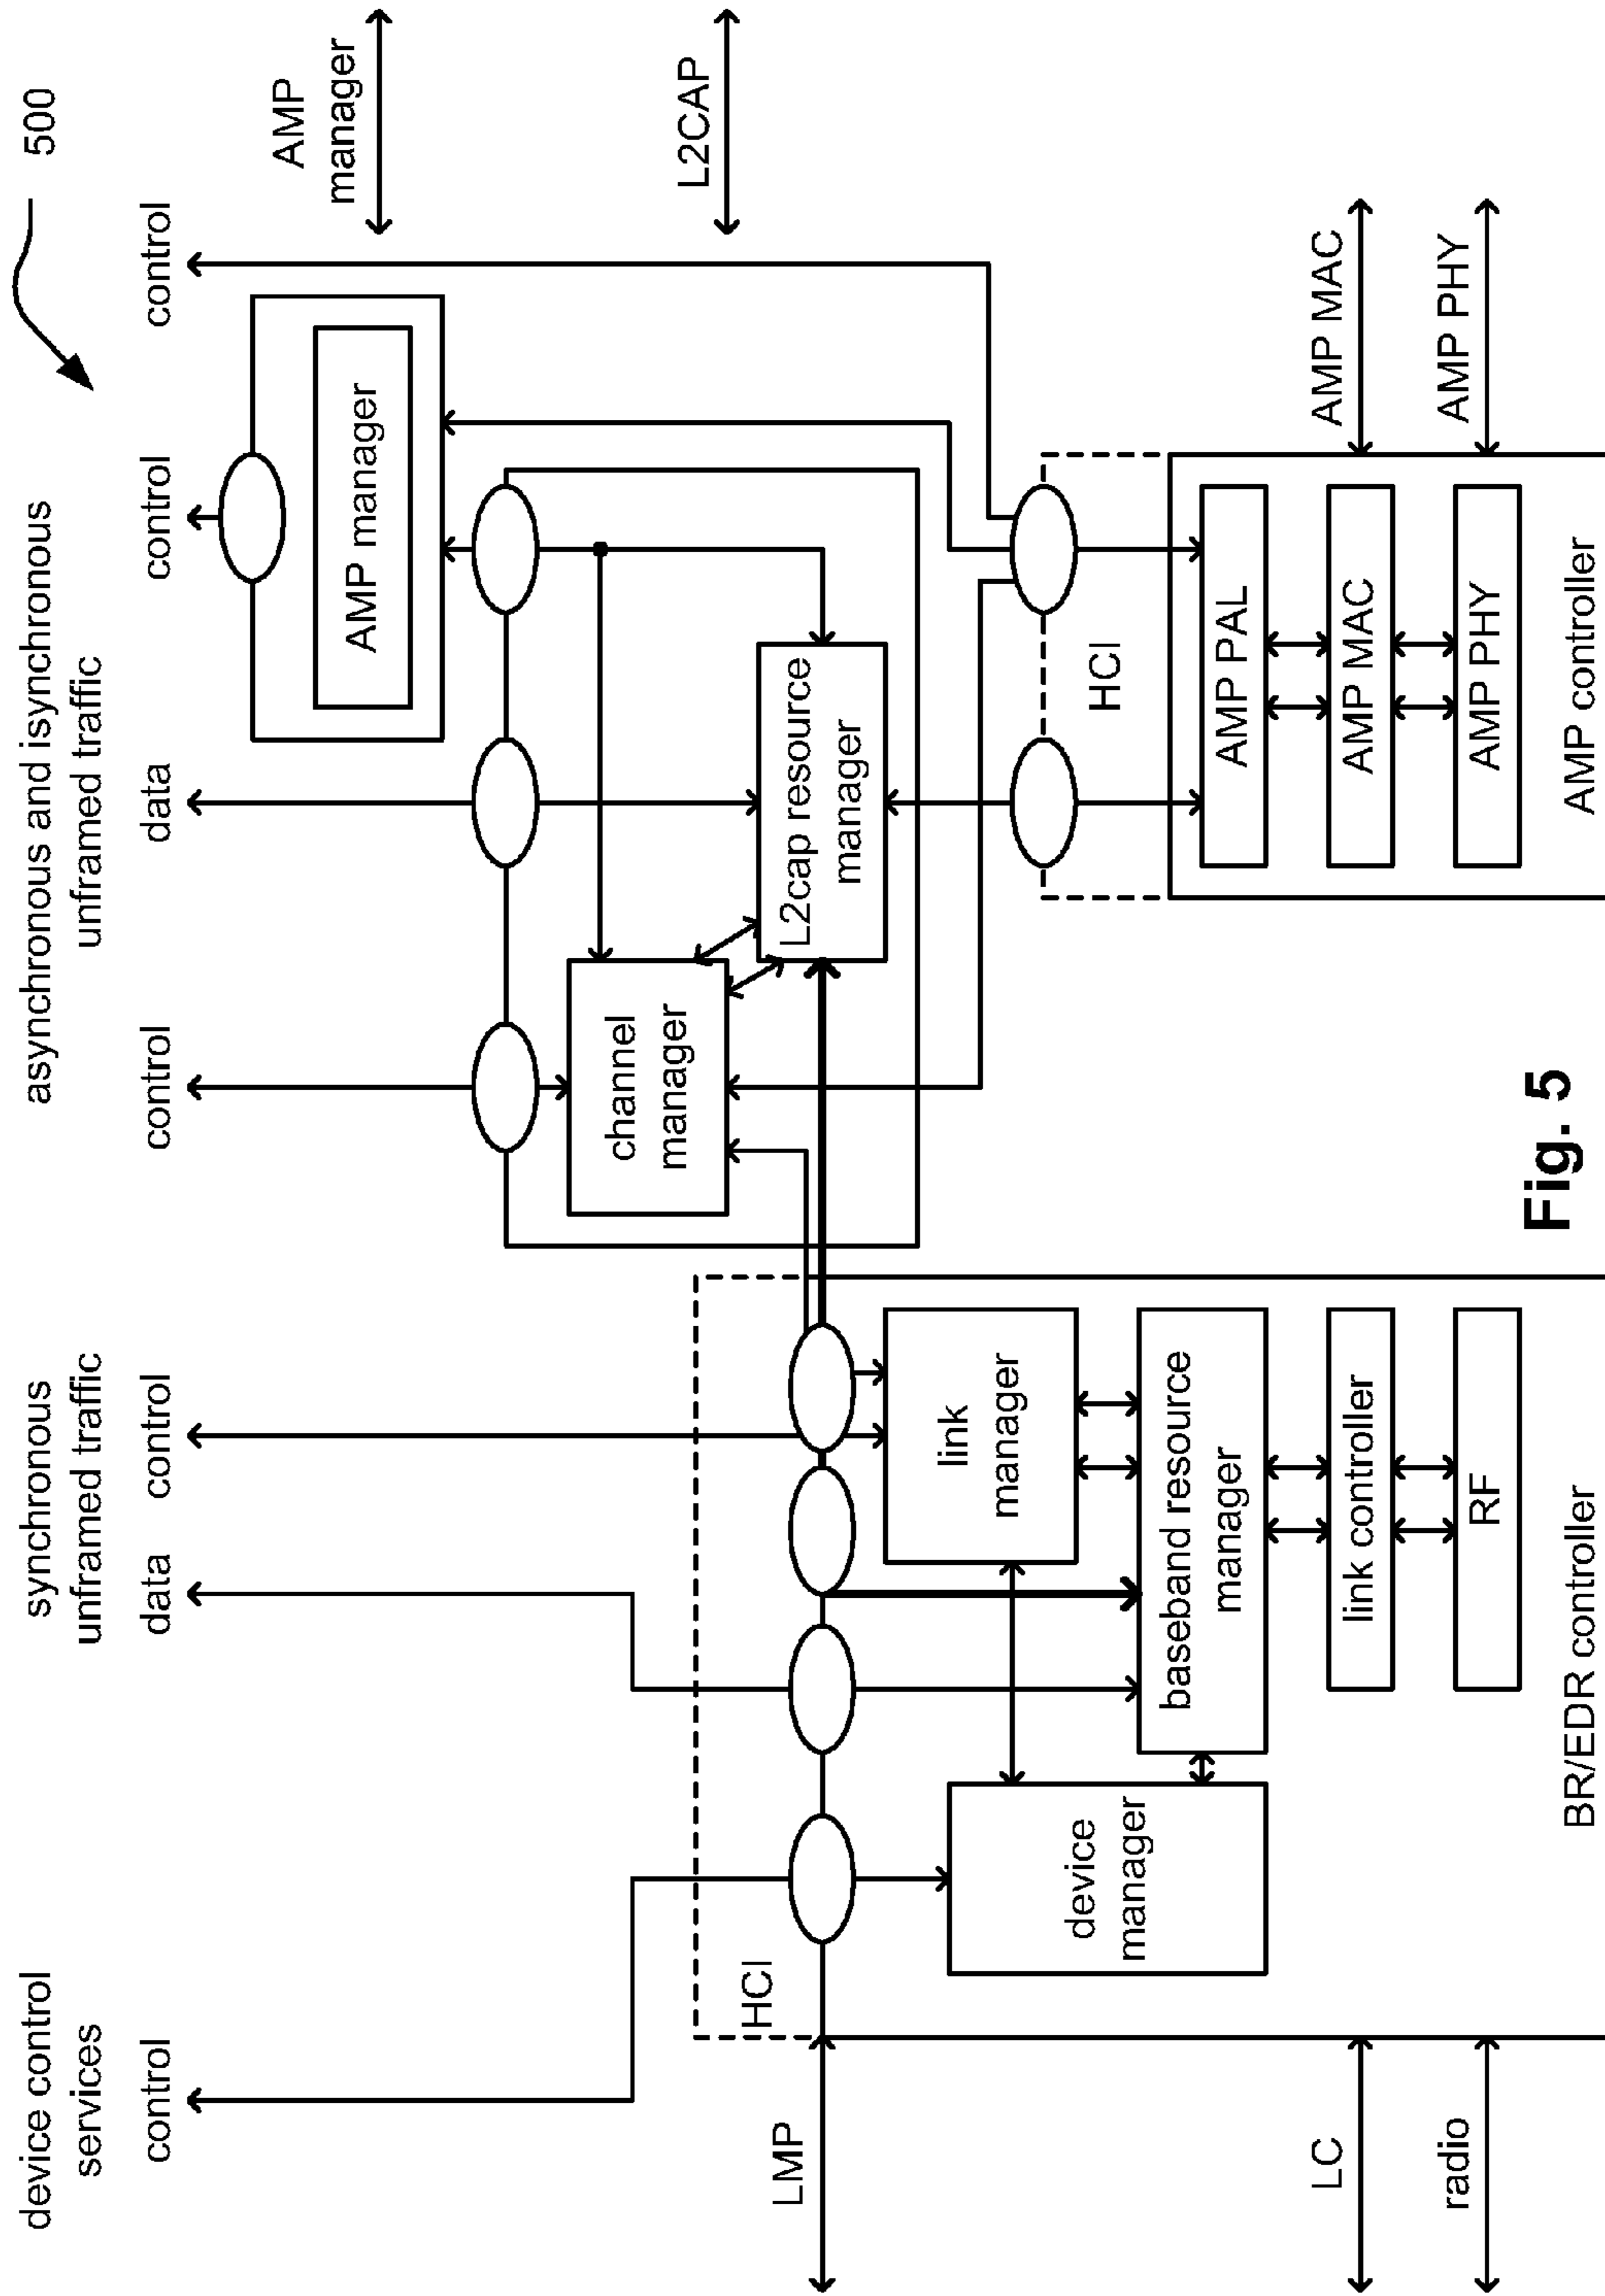 500
device control
services
synchronous
unframed traffic
asynchronous and isynchronous
unframed traffic
control
data
control
control
data
control
control
AMP
manager
AMP manager
L2CAP
channel
manager
L2cap resource
manager
HCI
LMP
device
manager
link
manager
baseband resource
manager
link controller
RF
BR/EDR controller
LC
radio
HCI
AMP PAL
AMP MAC
AMP PHY
AMP controller
AMP MAC
AMP PHY
Fig. 5